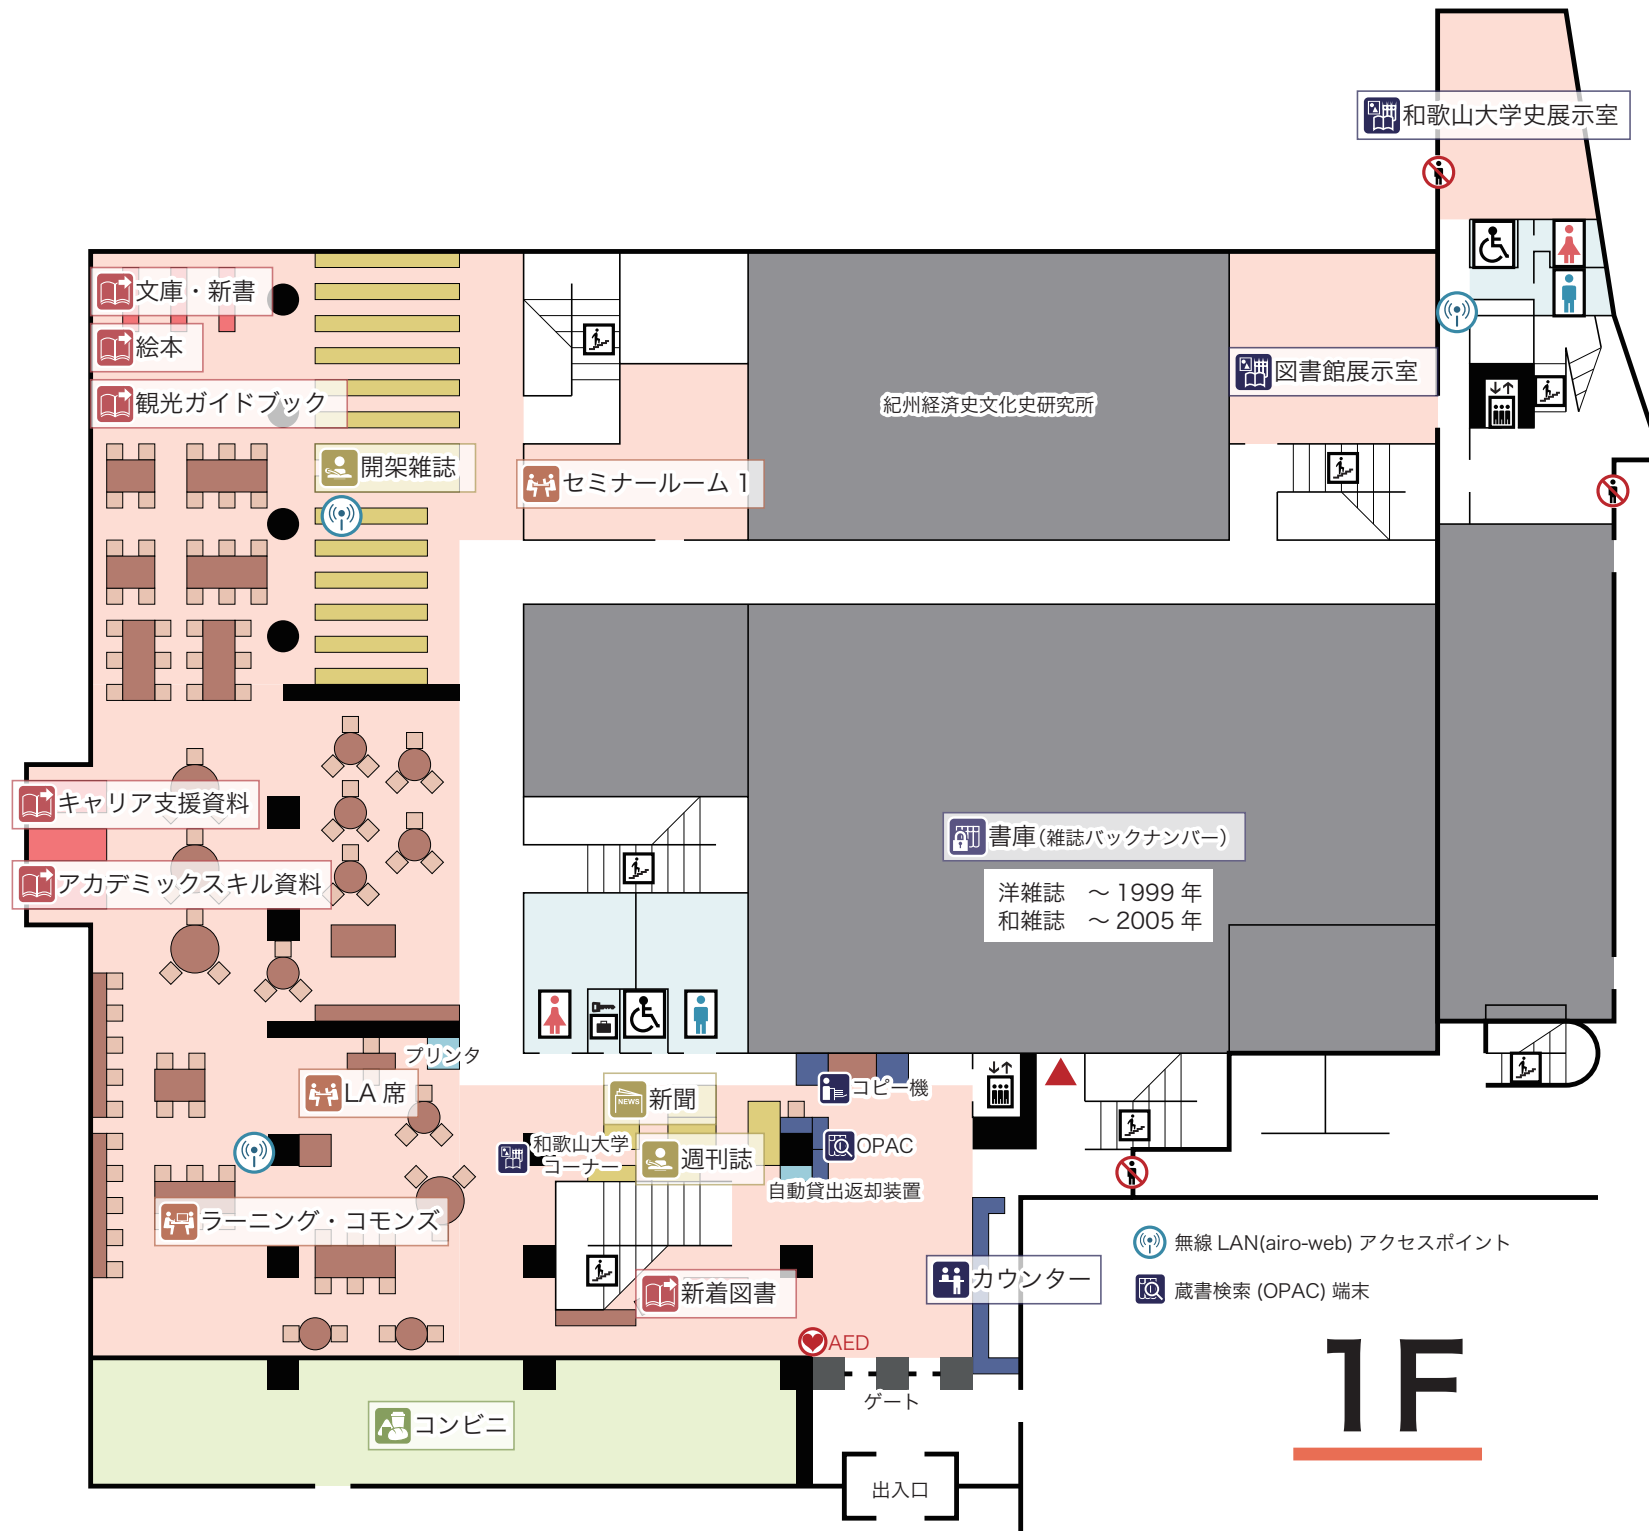 和歌山大学史展示室
文庫・新書
絵本
観光ガイドブック
図書館展示室
紀州経済史文化史研究所
開架雑誌
セミナールーム 1
キャリア支援資料
アカデミックスキル資料
書庫(雑誌バックナンバー)
洋雑誌 ～1999 年
和雑誌 ～2005 年
プリンタ
LA 席
コピー機
新聞
NEWS
和歌山大学
コーナー
週刊誌
OPAC
自動貸出返却装置
ラーニング・コモンズ
カウンター
新着図書
無線 LAN(airo-web) アクセスポイント
蔵書検索 (OPAC) 端末
AED
ゲート
コンビニ
出入口
1F